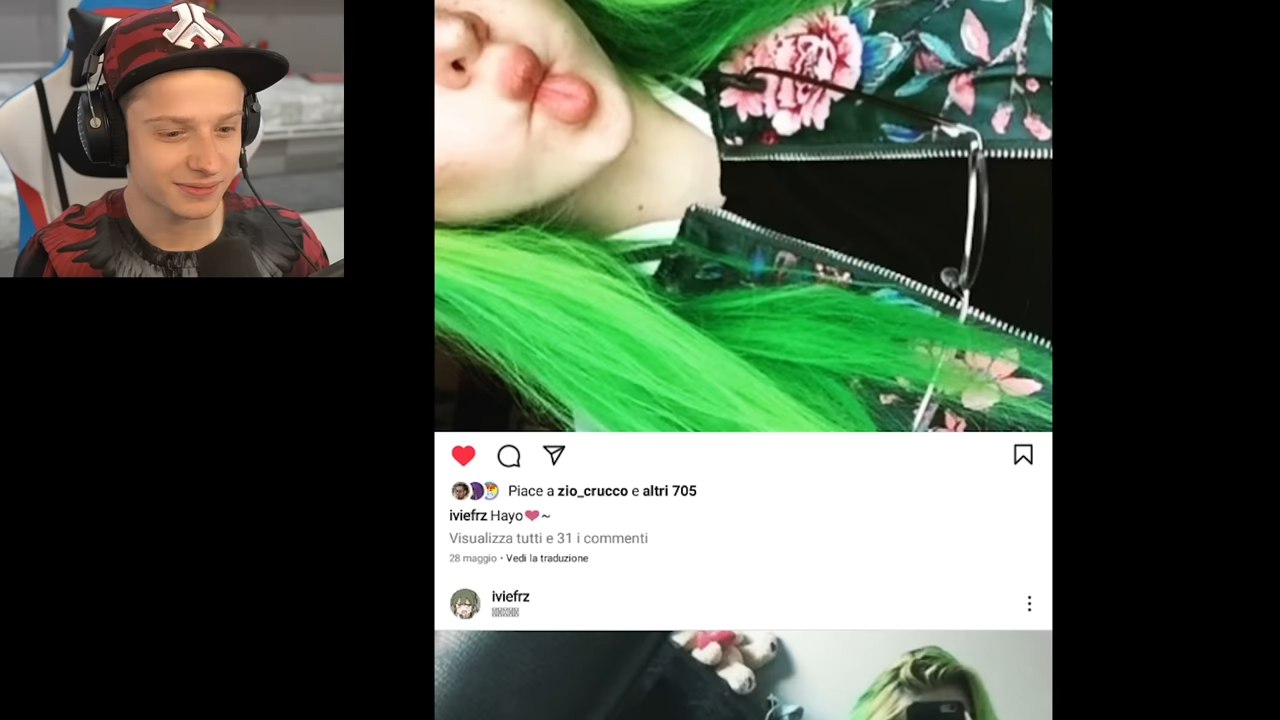 Piace a zio_crucco e altri 705
iviefrz Hayo❤~
Visualizza tutti e 31 i commenti
28 maggio • Vedi la traduzione
iviefrz